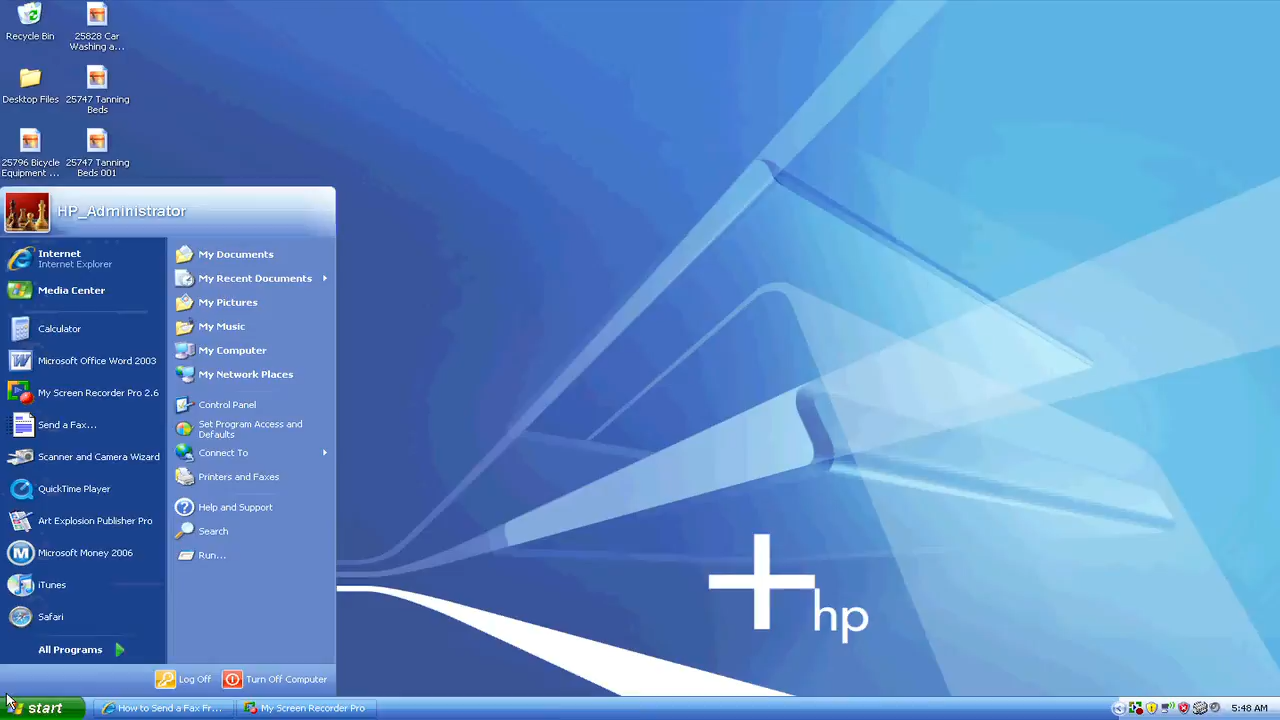 Recycle Bin
25828 Car
Washing a...
Desktop Files
25747 Tanning
Beds
25796 Bicycle
Equipment ...
25747 Tanning
Beds 001
HP_Administrator
Internet
Internet Explorer
Media Center
Calculator
Microsoft Office Word 2003
My Screen Recorder Pro 2.6
Send a Fax...
Scanner and Camera Wizard
QuickTime Player
Art Explosion Publisher Pro
Microsoft Money 2006
iTunes
Safari
All Programs
My Documents
My Recent Documents
My Pictures
My Music
My Computer
My Network Places
Control Panel
Set Program Access and
Defaults
Connect To
Printers and Faxes
Help and Support
Search
Run...
Log Off
Turn Off Computer
hp
start
How to Send a Fax Fr...
My Screen Recorder Pro
5:48 AM